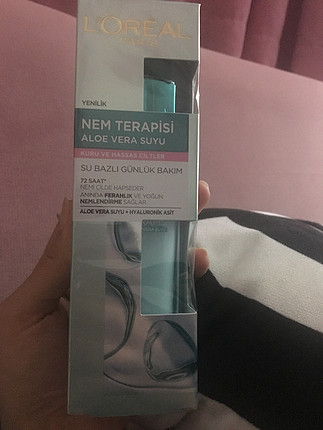 L'ORÉAL
PARIS
YENİLİK
NEM TERAPİSİ
ALOE VERA SUYU
KURU VE HASSAS CİLTLER
SU BAZLI GÜNLÜK BAKIM
72 SAAT*
NEMİ CİLDE HAPSEDER
ANINDA FERAHLIK VE YOĞUN
NEMLENDİRME SAĞLAR
ALOE VERA SUYU + HYALURONİK ASİT